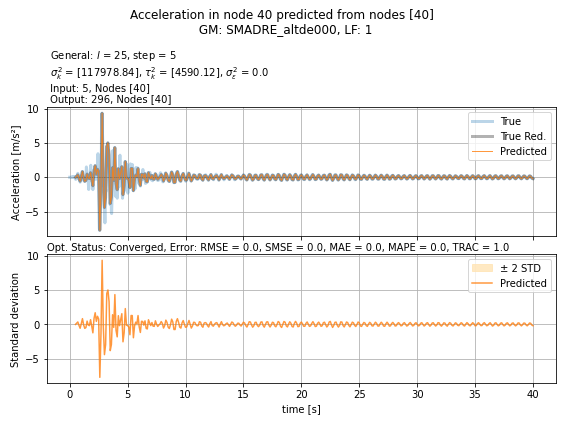 Acceleration in node 40 predicted from nodes [40]
GM: SMADRE_altde000, LF: 1
General: l = 25, step = 5
σ²ₖ = [117978.84], τ²ₖ = [4590.12], σ²ε = 0.0
Input: 5, Nodes [40]
Output: 296, Nodes [40]
10
5
0
−5
Acceleration [m/s²]
True
True Red.
Predicted
Opt. Status: Converged, Error: RMSE = 0.0, SMSE = 0.0, MAE = 0.0, MAPE = 0.0, TRAC = 1.0
10
5
0
−5
Standard deviation
± 2 STD
Predicted
0 5 10 15 20 25 30 35 40
time [s]